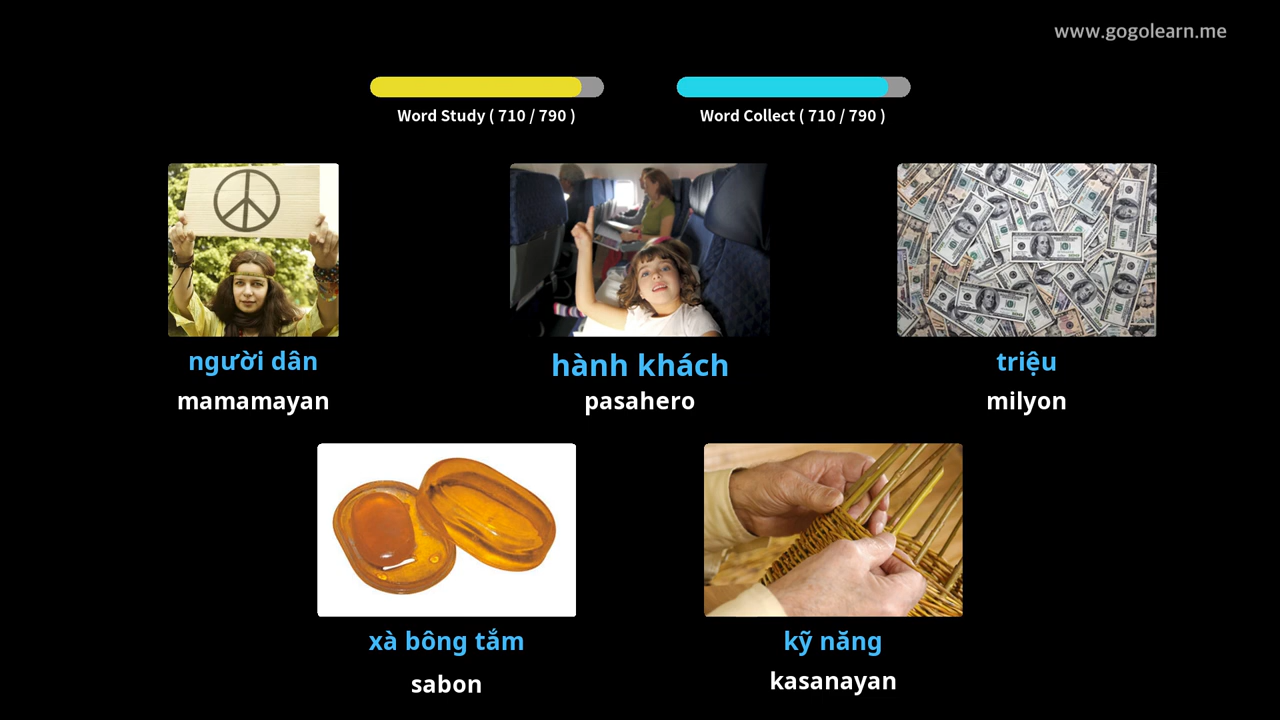 www.gogolearn.me
Word Study ( 710 / 790 )
Word Collect ( 710 / 790 )
người dân
mamamayan
hành khách
pasahero
triệu
milyon
xà bông tắm
sabon
kỹ năng
kasanayan